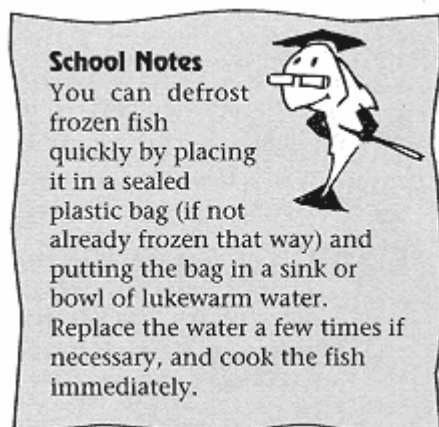 School Notes
You can defrost
frozen fish
quickly by placing
it in a sealed
plastic bag (if not
already frozen that way) and
putting the bag in a sink or
bowl of lukewarm water.
Replace the water a few times if
necessary, and cook the fish
immediately.